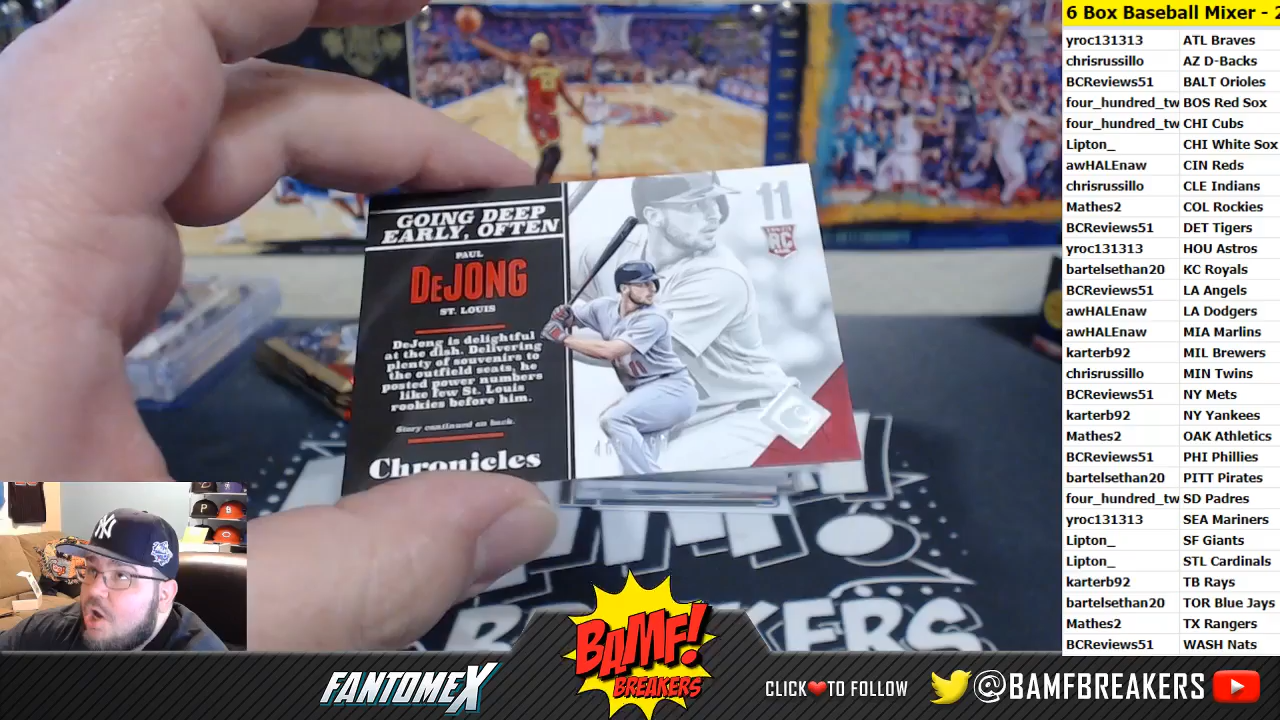 GOING DEEP
EARLY, OFTEN
PAUL
DEJONG
ST. LOUIS
DeJong is delightful
at the dish. Delivering
plenty of souvenirs to
the outfield seats, he
posted power numbers
like few St. Louis
rookies before him.
Story continued on back.
Chronicles
11
RC
6 Box Baseball Mixer - 2
yroc131313 ATL Braves
chrisrussillo AZ D-Backs
BCReviews51 BALT Orioles
four_hundred_tw BOS Red Sox
four_hundred_tw CHI Cubs
Lipton_ CHI White Sox
awHALEnaw CIN Reds
chrisrussillo CLE Indians
Mathes2 COL Rockies
BCReviews51 DET Tigers
yroc131313 HOU Astros
bartelsethan20 KC Royals
BCReviews51 LA Angels
awHALEnaw LA Dodgers
awHALEnaw MIA Marlins
karterb92 MIL Brewers
chrisrussillo MIN Twins
BCReviews51 NY Mets
karterb92 NY Yankees
Mathes2 OAK Athletics
BCReviews51 PHI Phillies
bartelsethan20 PITT Pirates
four_hundred_tw SD Padres
yroc131313 SEA Mariners
Lipton_ SF Giants
Lipton_ STL Cardinals
karterb92 TB Rays
bartelsethan20 TOR Blue Jays
Mathes2 TX Rangers
BCReviews51 WASH Nats
FANTOMEX
BAMF!
BREAKERS
CLICK❤TO FOLLOW
@BAMFBREAKERS